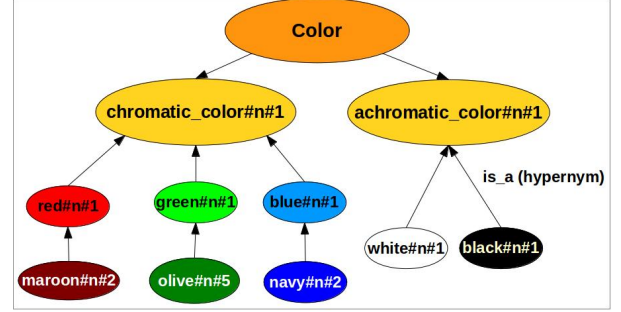 Color
chromatic_color#n#1
achromatic_color#n#1
is_a (hypernym)
red#n#1
green#n#1
blue#n#1
white#n#1
black#n#1
maroon#n#2
olive#n#5
navy#n#2